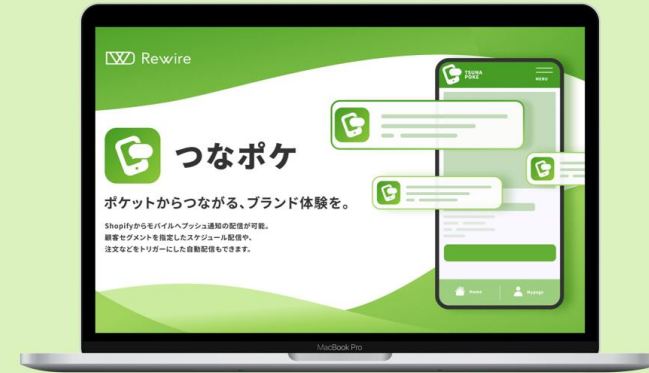 Rewire
つなポケ
ポケットからつながる、ブランド体験を。
Shopifyからモバイルへプッシュ通知の配信が可能。
顧客セグメントを指定したスケジュール配信や、
注文などをトリガーにした自動配信もできます。
TSUNA
POKE
MENU
Home
Mypage
MacBook Pro